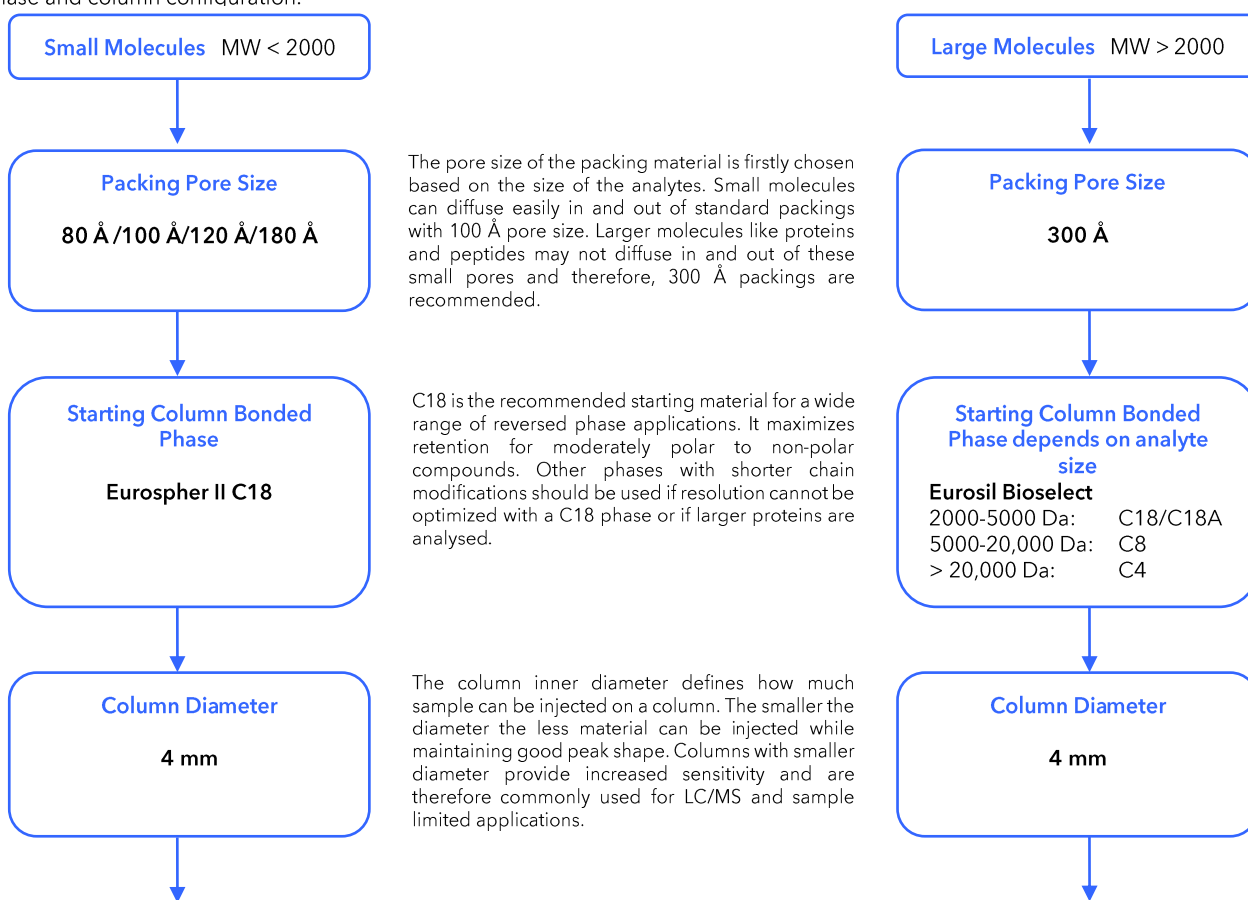 phase and column configuration.
Small Molecules MW < 2000
Large Molecules MW > 2000
Packing Pore Size
80 Å /100 Å/120 Å/180 Å
The pore size of the packing material is firstly chosen
based on the size of the analytes. Small molecules
can diffuse easily in and out of standard packings
with 100 Å pore size. Larger molecules like proteins
and peptides may not diffuse in and out of these
small pores and therefore, 300 Å packings are
recommended.
Packing Pore Size
300 Å
Starting Column Bonded
Phase
Eurospher II C18
C18 is the recommended starting material for a wide
range of reversed phase applications. It maximizes
retention for moderately polar to non-polar
compounds. Other phases with shorter chain
modifications should be used if resolution cannot be
optimized with a C18 phase or if larger proteins are
analysed.
Starting Column Bonded
Phase depends on analyte
size
Eurosil Bioselect
2000-5000 Da: C18/C18A
5000-20,000 Da: C8
> 20,000 Da: C4
Column Diameter
4 mm
The column inner diameter defines how much
sample can be injected on a column. The smaller the
diameter the less material can be injected while
maintaining good peak shape. Columns with smaller
diameter provide increased sensitivity and are
therefore commonly used for LC/MS and sample
limited applications.
Column Diameter
4 mm